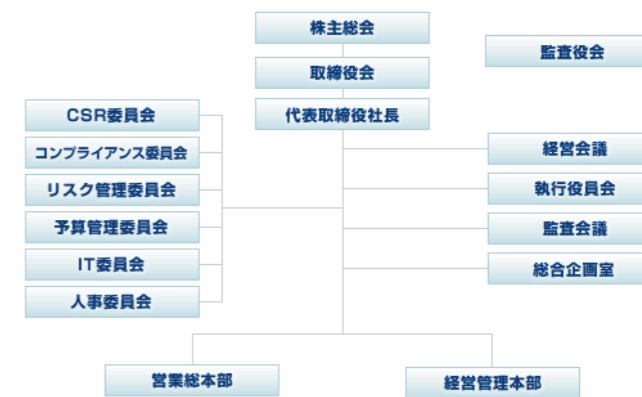 株主総会
監査役会
取締役会
代表取締役社長
CSR委員会
コンプライアンス委員会
リスク管理委員会
予算管理委員会
IT委員会
人事委員会
経営会議
執行役員会
監査会議
総合企画室
営業総本部
経営管理本部